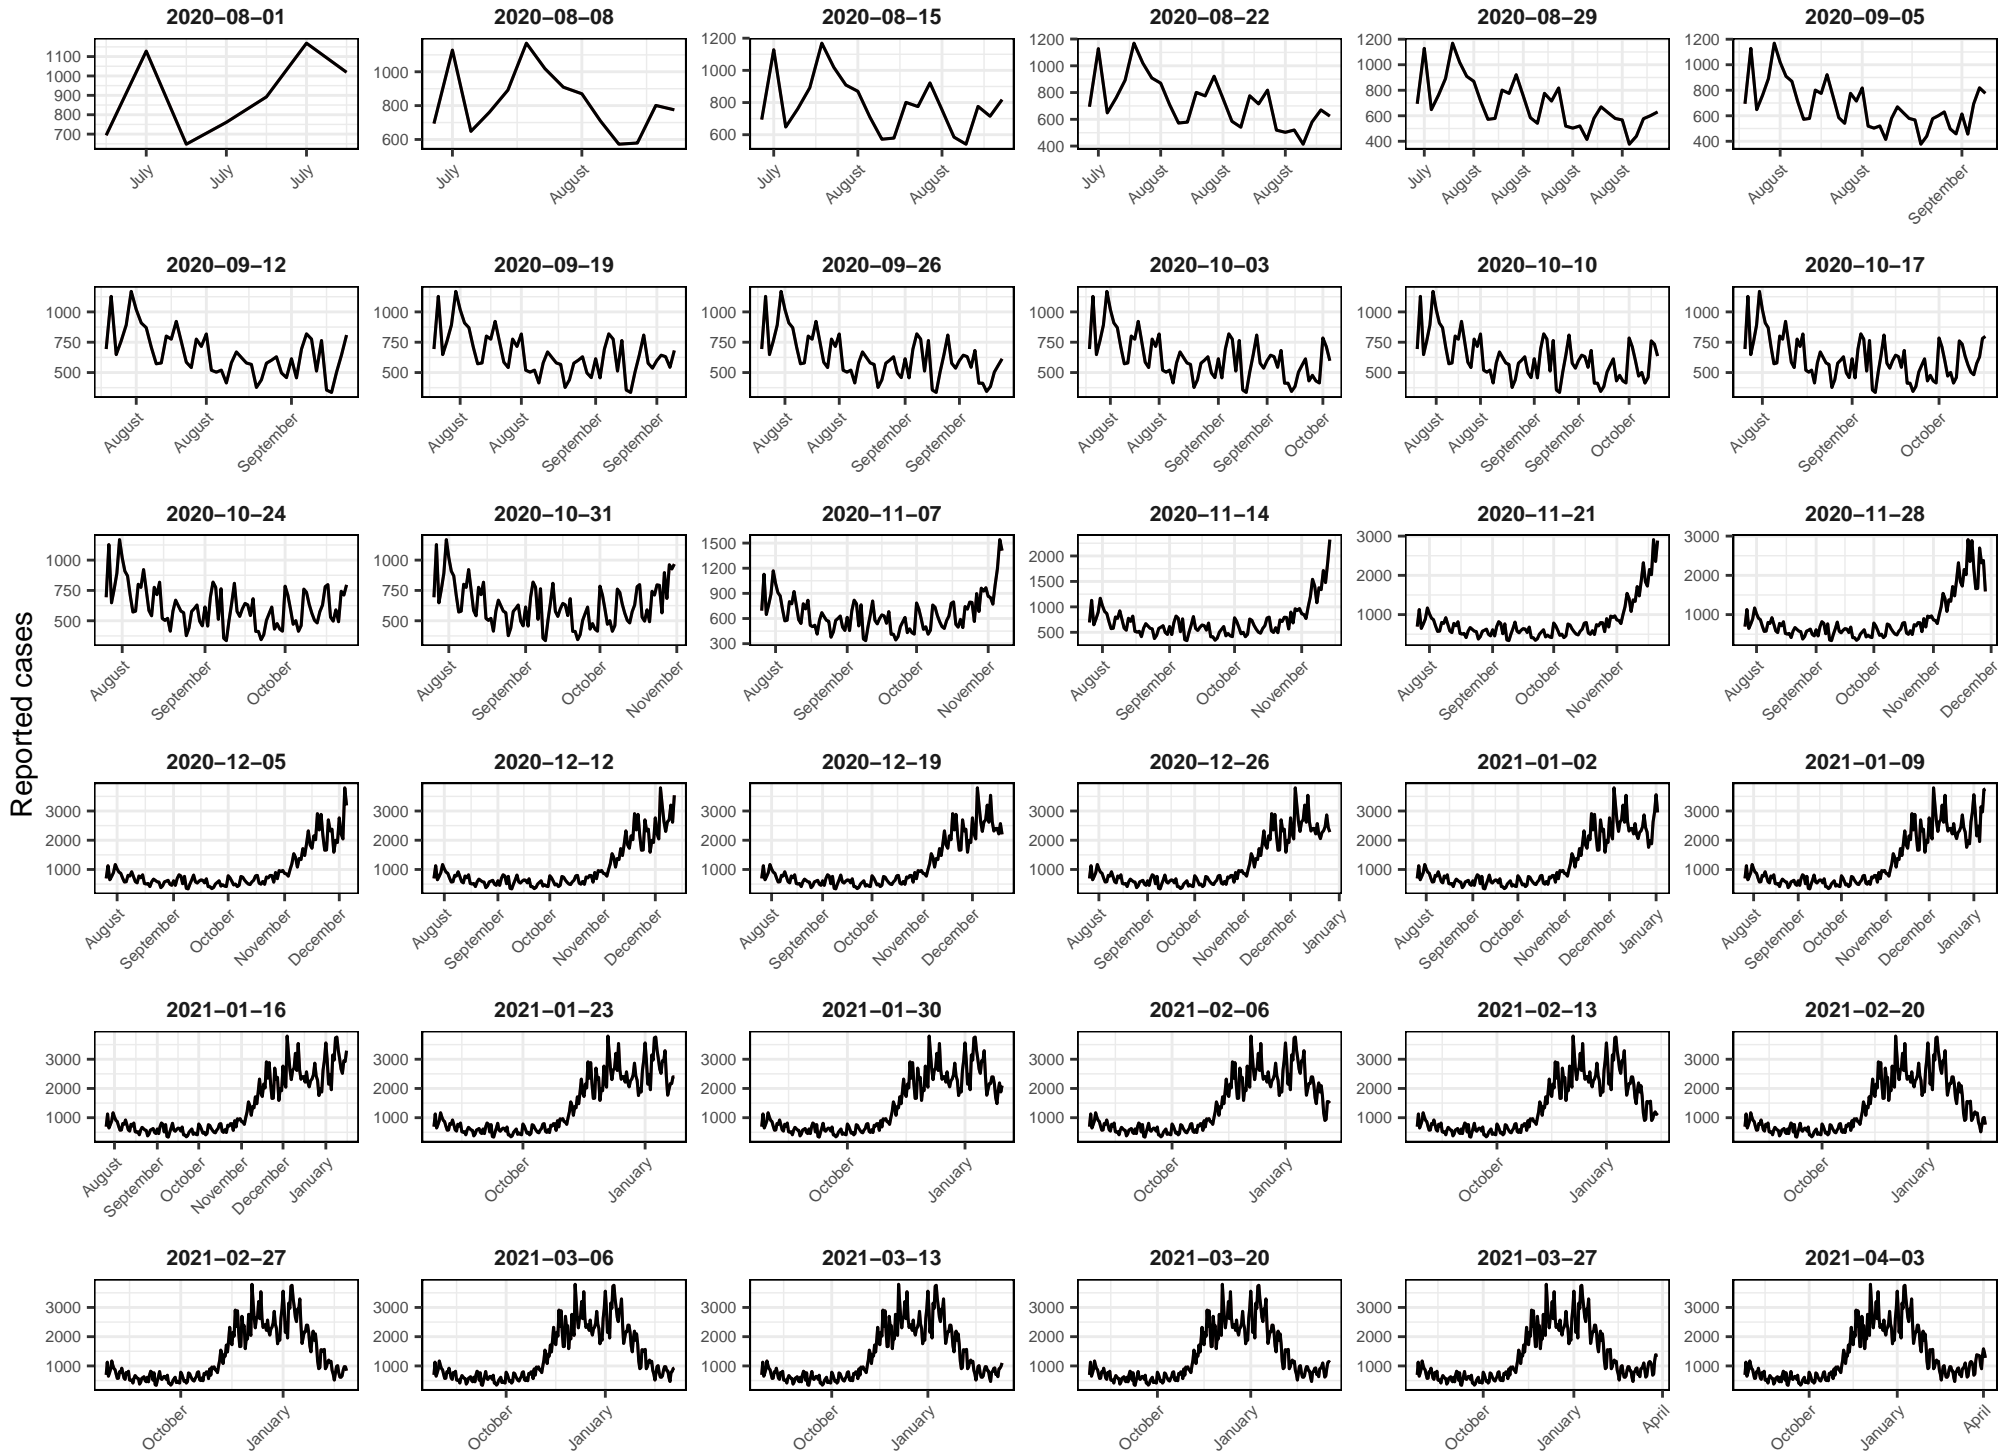 2020−08−01 2020−08−08 2020−08−15 2020−08−22 2020−08−29 2020−09−05
1100 1000 900 800 700 1000 800 600 1200 1000 800 600 1200 1000 800 600 400 1200 1000 800 600 400 1200 1000 800 600 400
July July July July August July August August July August August August July August August August August August August September
2020−09−12 2020−09−19 2020−09−26 2020−10−03 2020−10−10 2020−10−17
1000 750 500 1000 750 500 1000 750 500 1000 750 500 1000 750 500 1000 750 500
August August September August August September September August August September September August August September September October August August September September October August September October
2020−10−24 2020−10−31 2020−11−07 2020−11−14 2020−11−21 2020−11−28
1000 750 500 1000 750 500 1500 1200 900 600 300 2000 1500 1000 500 3000 2000 1000 3000 2000 1000
August September October August September October November August September October November August September October November August September October November August September October November December
Reported cases
2020−12−05 2020−12−12 2020−12−19 2020−12−26 2021−01−02 2021−01−09
3000 2000 1000 3000 2000 1000 3000 2000 1000 3000 2000 1000 3000 2000 1000 3000 2000 1000
August September October November December August September October November December August September October November December August September October November December January August September October November December January August September October November December January
2021−01−16 2021−01−23 2021−01−30 2021−02−06 2021−02−13 2021−02−20
3000 2000 1000 3000 2000 1000 3000 2000 1000 3000 2000 1000 3000 2000 1000 3000 2000 1000
August September October November December January October January October January October January October January October January
2021−02−27 2021−03−06 2021−03−13 2021−03−20 2021−03−27 2021−04−03
3000 2000 1000 3000 2000 1000 3000 2000 1000 3000 2000 1000 3000 2000 1000 3000 2000 1000
October January October January October January October January October January April October January April